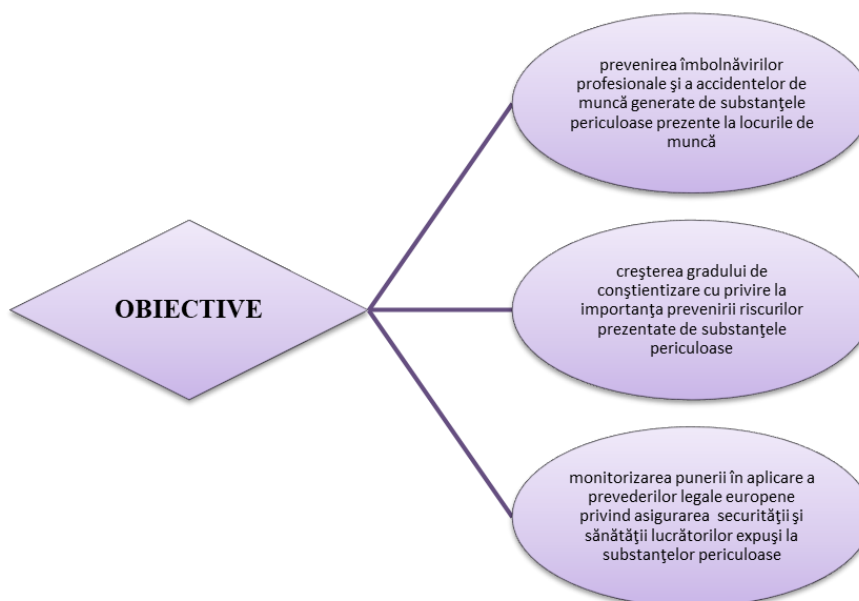 OBIECTIVE
prevenirea îmbolnăvirilor
profesionale şi a accidentelor de
muncă generate de substanţele
periculoase prezente la locurile de
muncă
creşterea gradului de
conştientizare cu privire la
importanţa prevenirii riscurilor
prezentate de substanţele
periculoase
monitorizarea punerii în aplicare a
prevederilor legale europene
privind asigurarea securităţii şi
sănătăţii lucrătorilor expuşi la
substanţelor periculoase